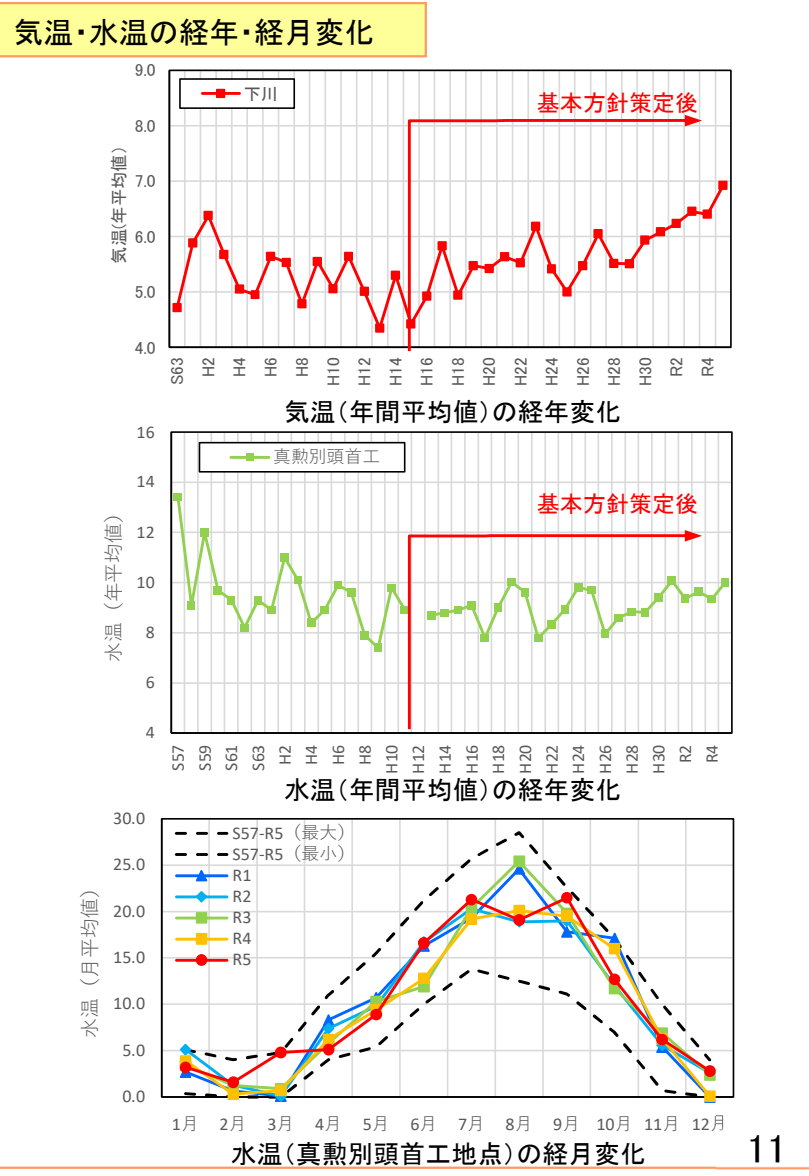 気温・水温の経年・経月変化
9.0
8.0
7.0
6.0
5.0
4.0
気温(年平均値)
下川
基本方針策定後
S63 H2 H4 H6 H8 H10 H12 H14 H16 H18 H20 H22 H24 H26 H28 H30 R2 R4
気温(年間平均値)の経年変化
16
14
12
10
8
6
4
水温（年平均値）
真勲別頭首工
基本方針策定後
S57 S59 S61 S63 H2 H4 H6 H8 H10 H12 H14 H16 H18 H20 H22 H24 H26 H28 H30 R2 R4
水温(年間平均値)の経年変化
30.0
25.0
20.0
15.0
10.0
5.0
0.0
水温（月平均値）
S57-R5（最大）
S57-R5（最小）
R1
R2
R3
R4
R5
1月 2月 3月 4月 5月 6月 7月 8月 9月 10月 11月 12月
水温(真勲別頭首工地点)の経月変化
11